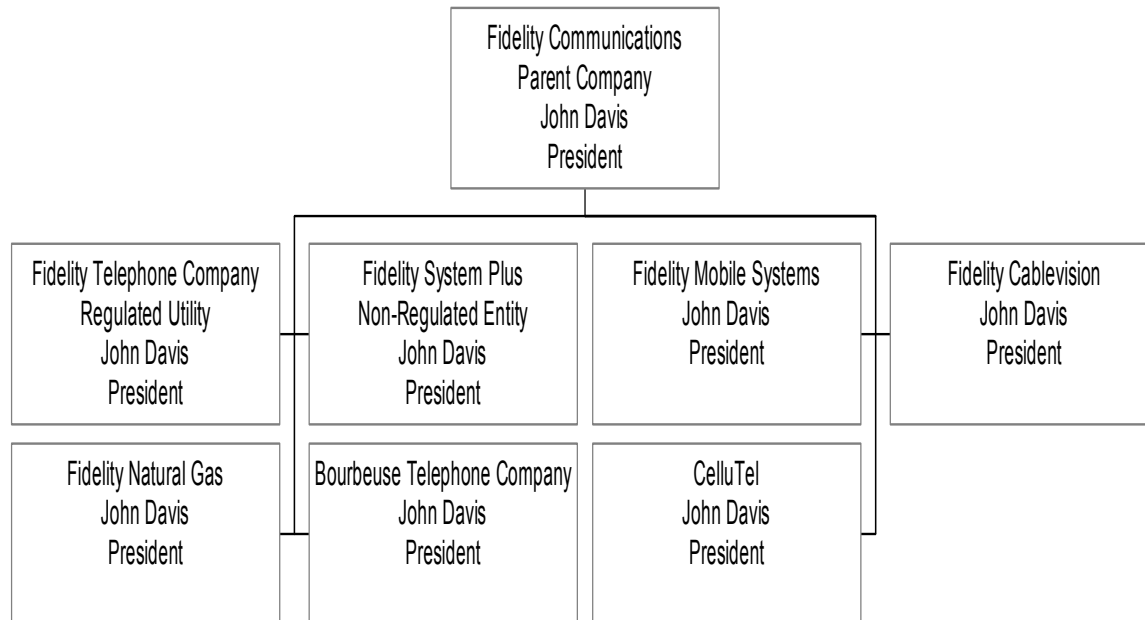 Fidelity Communications
Parent Company
John Davis
President
Fidelity Telephone Company
Regulated Utility
John Davis
President
Fidelity System Plus
Non-Regulated Entity
John Davis
President
Fidelity Mobile Systems
John Davis
President
Fidelity Cablevision
John Davis
President
Fidelity Natural Gas
John Davis
President
Bourbeuse Telephone Company
John Davis
President
CelluTel
John Davis
President